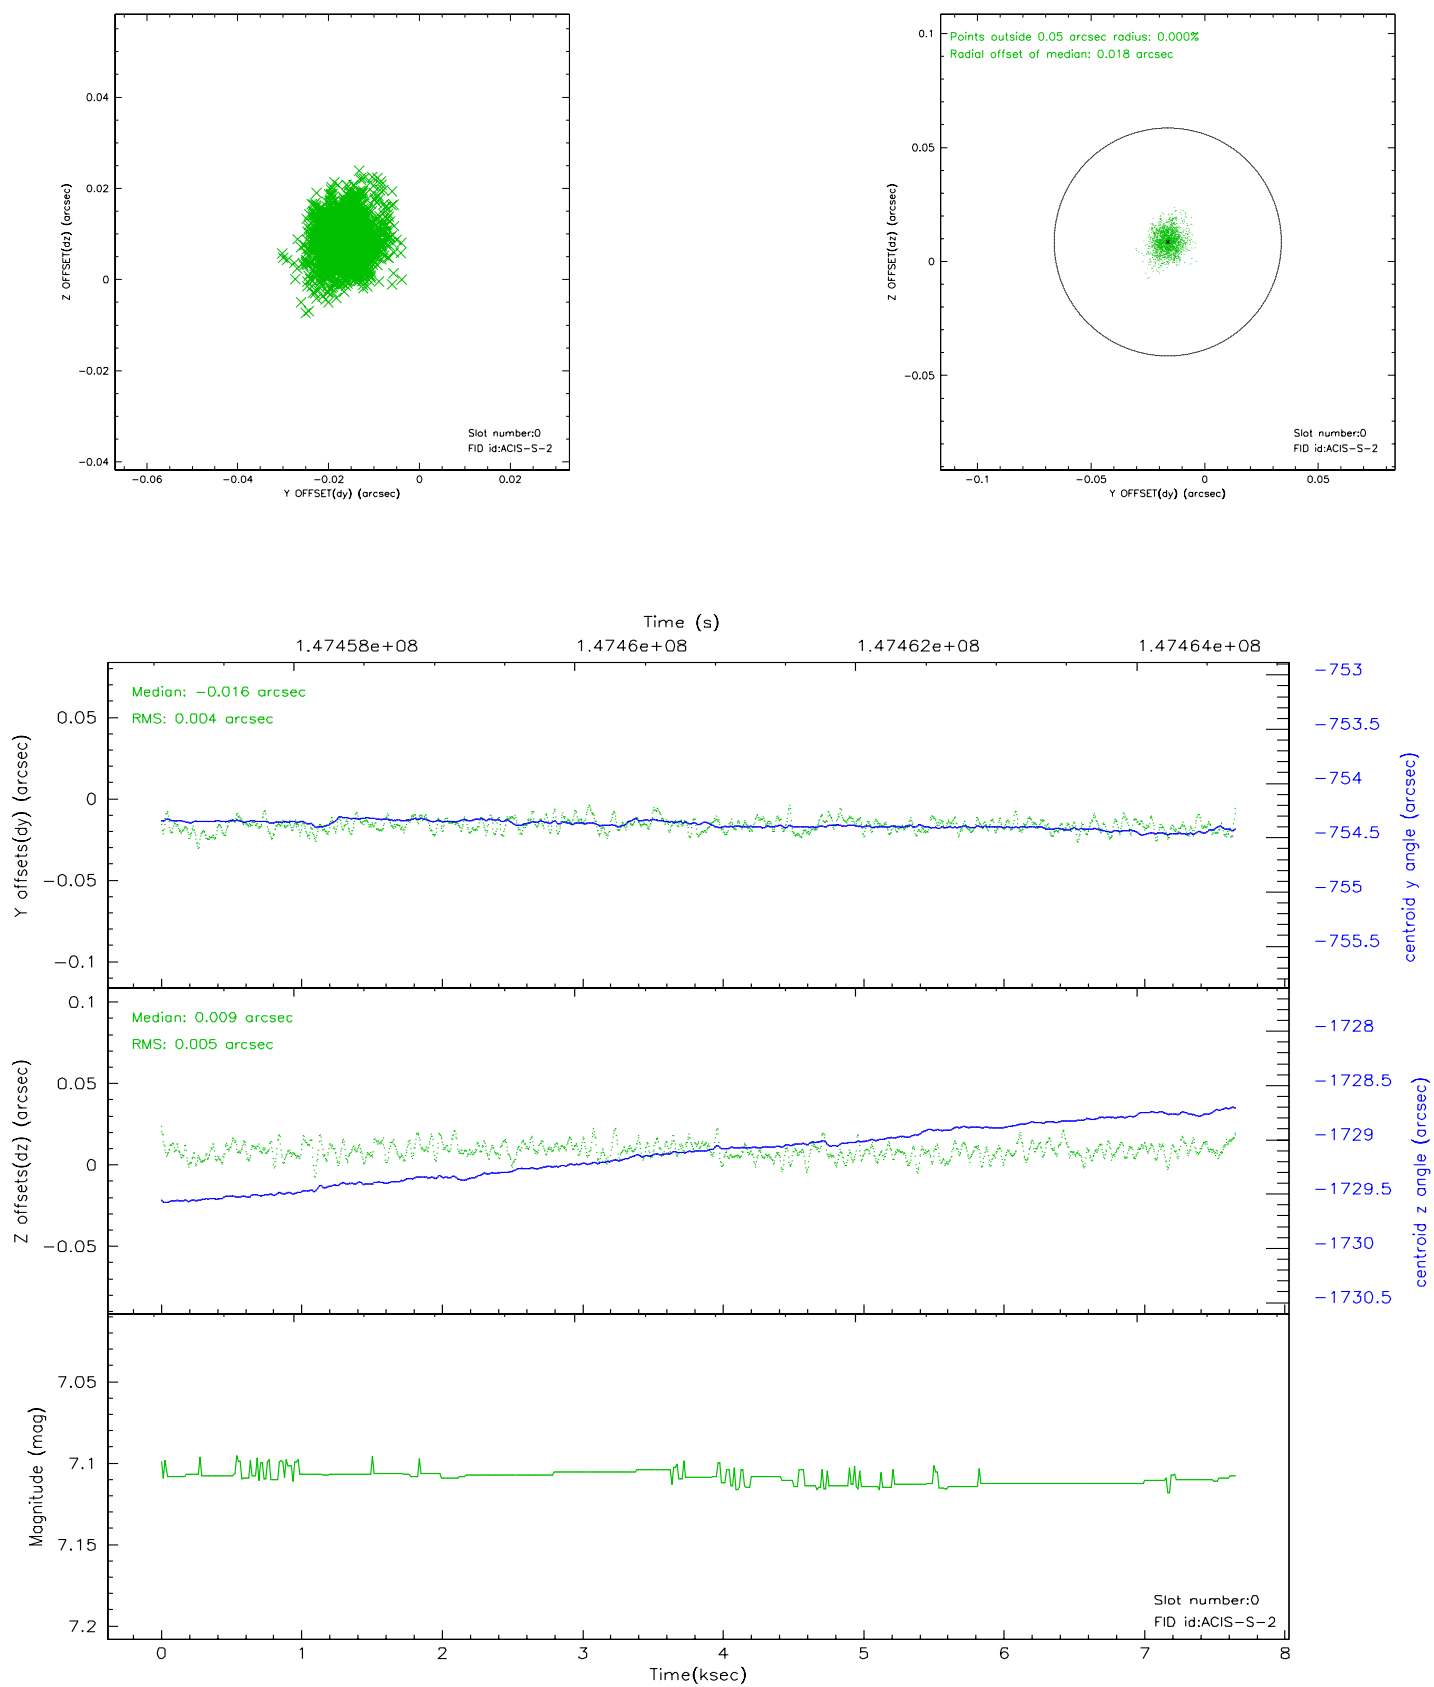 0.04
0.02
0
−0.02
−0.04
Z OFFSET(dz) (arcsec)
Slot number:0
FID id:ACIS−S−2
−0.06
−0.04
−0.02
0
0.02
Y OFFSET(dy) (arcsec)
Points outside 0.05 arcsec radius: 0.000%
Radial offset of median: 0.018 arcsec
0.1
0.05
0
−0.05
Z OFFSET(dz) (arcsec)
Slot number:0
FID id:ACIS−S−2
−0.1
−0.05
0
0.05
Y OFFSET(dy) (arcsec)
Time (s)
1.47458e+08
1.4746e+08
1.47462e+08
1.47464e+08
Median: −0.016 arcsec
RMS: 0.004 arcsec
0.05
0
−0.05
−0.1
Y offsets(dy) (arcsec)
−753
−753.5
−754
−754.5
−755
−755.5
centroid y angle (arcsec)
Median: 0.009 arcsec
RMS: 0.005 arcsec
0.1
0.05
0
−0.05
Z offsets(dz) (arcsec)
−1728
−1728.5
−1729
−1729.5
−1730
−1730.5
centroid z angle (arcsec)
7.05
7.1
7.15
7.2
Magnitude (mag)
Slot number:0
FID id:ACIS−S−2
0
1
2
3
4
5
6
7
8
Time(ksec)